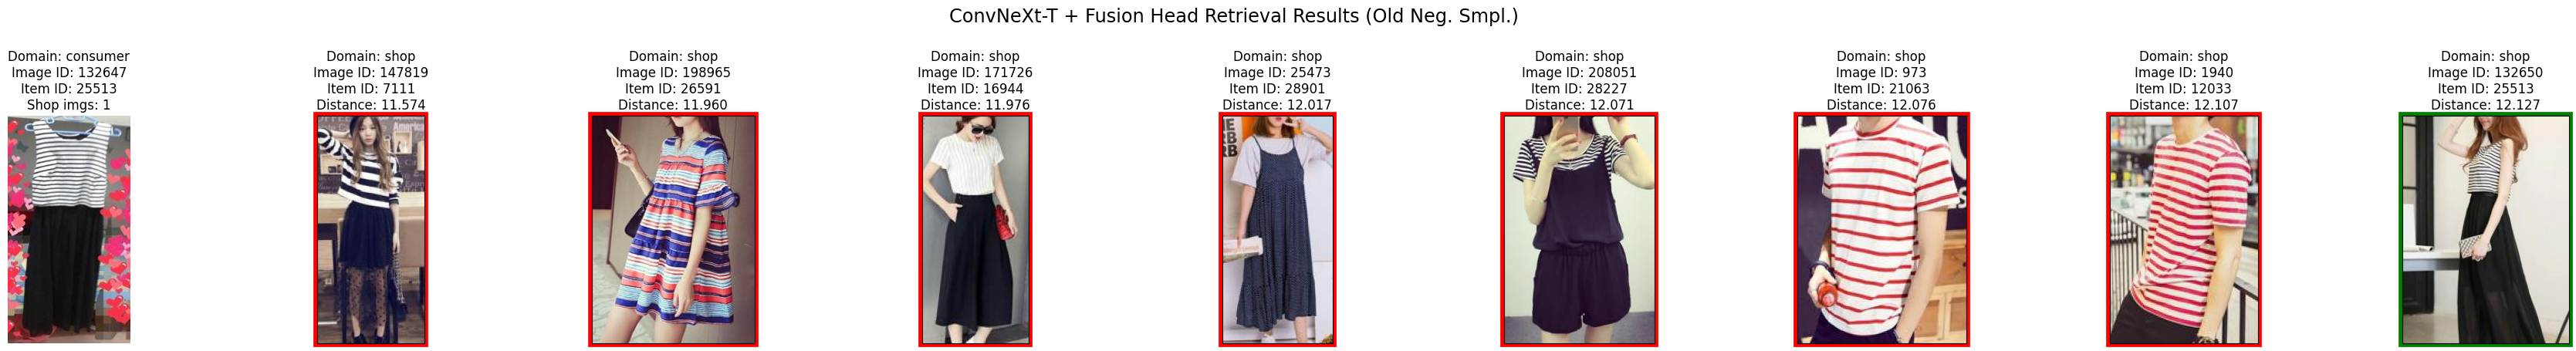 ConvNeXt-T + Fusion Head Retrieval Results (Old Neg. Smpl.)
Domain: consumer
Image ID: 132647
Item ID: 25513
Shop imgs: 1
Domain: shop
Image ID: 147819
Item ID: 7111
Distance: 11.574
Domain: shop
Image ID: 198965
Item ID: 26591
Distance: 11.960
Domain: shop
Image ID: 171726
Item ID: 16944
Distance: 11.976
Domain: shop
Image ID: 25473
Item ID: 28901
Distance: 12.017
Domain: shop
Image ID: 208051
Item ID: 28227
Distance: 12.071
Domain: shop
Image ID: 973
Item ID: 21063
Distance: 12.076
Domain: shop
Image ID: 1940
Item ID: 12033
Distance: 12.107
Domain: shop
Image ID: 132650
Item ID: 25513
Distance: 12.127